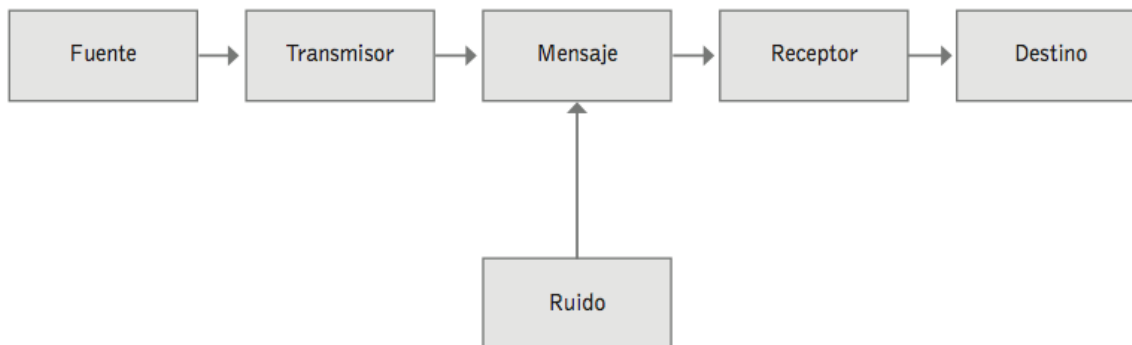 Fuente
Transmisor
Mensaje
Receptor
Destino
Ruido